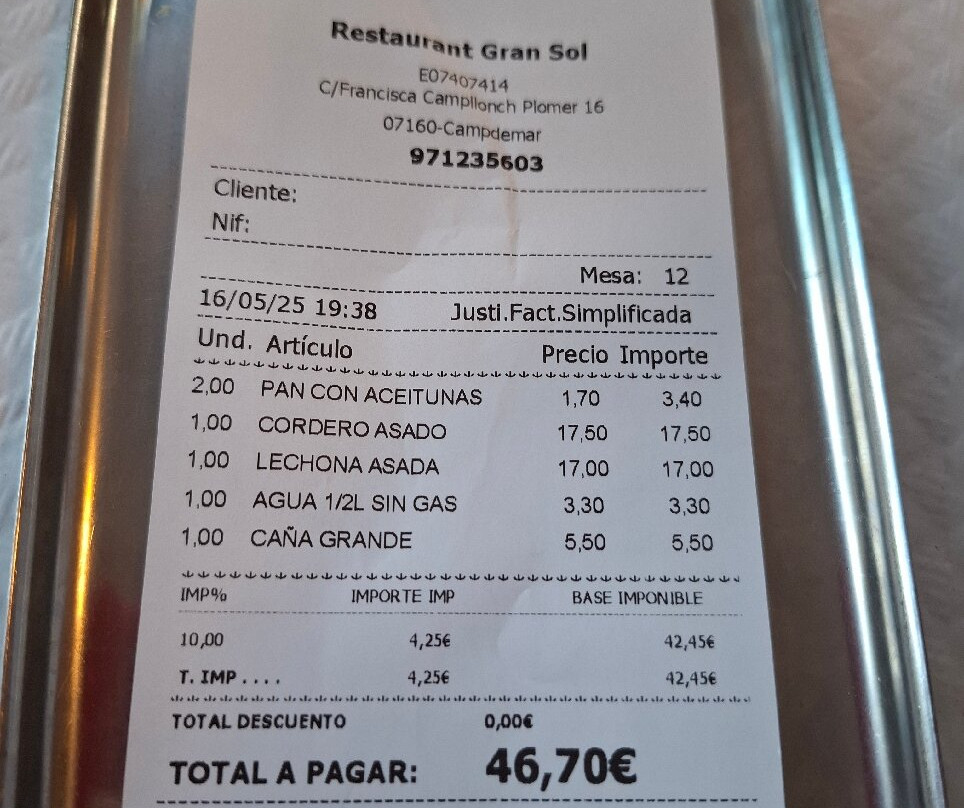 Restaurant Gran Sol
E07407414
C/Francisca Campllonch Plomer 16
07160-Campdemar
971235603
Cliente:
Nif:
Mesa: 12
16/05/25 19:38 Justi.Fact.Simplificada
Und. Artículo Precio Importe
2,00 PAN CON ACEITUNAS 1,70 3,40
1,00 CORDERO ASADO 17,50 17,50
1,00 LECHONA ASADA 17,00 17,00
1,00 AGUA 1/2L SIN GAS 3,30 3,30
1,00 CAÑA GRANDE 5,50 5,50
IMP% IMPORTE IMP BASE IMPONIBLE
10,00 4,25€ 42,45€
T. IMP .... 4,25€ 42,45€
TOTAL DESCUENTO 0,00€
TOTAL A PAGAR: 46,70€